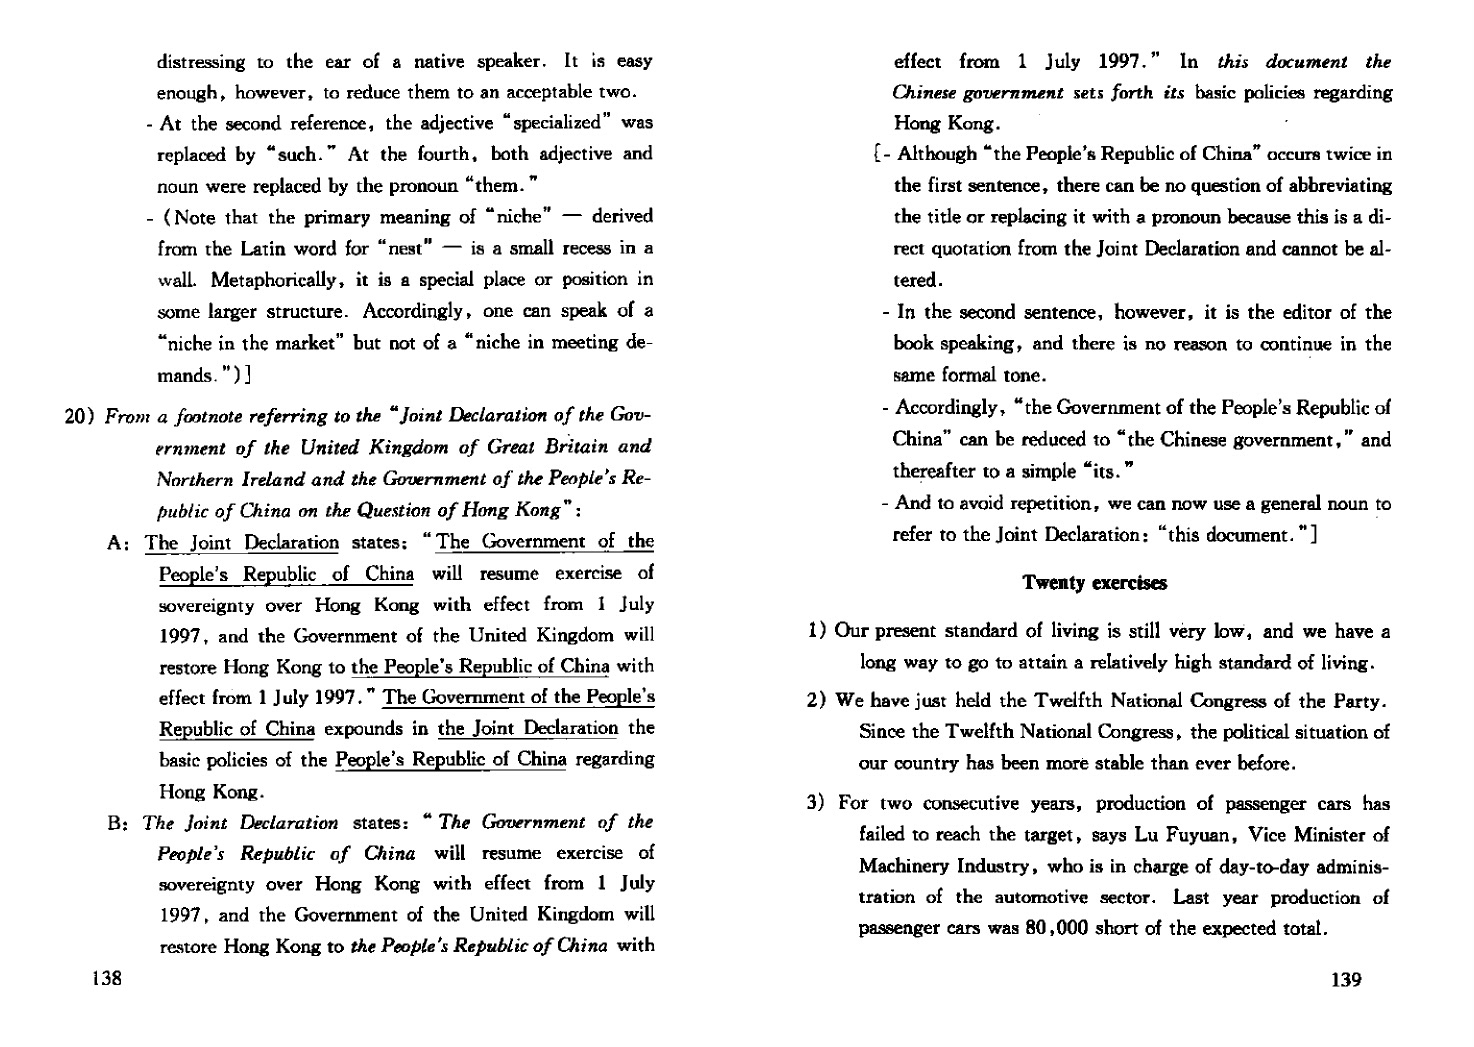 distressing to the ear of a native speaker. It is easy
enough, however, to reduce them to an acceptable two.
- At the second reference, the adjective “specialized” was
replaced by “such.” At the fourth, both adjective and
noun were replaced by the pronoun “them.”
- (Note that the primary meaning of “niche” — derived
from the Latin word for “nest” — is a small recess in a
wall. Metaphorically, it is a special place or position in
some larger structure. Accordingly, one can speak of a
“niche in the market” but not of a “niche in meeting de-
mands.”)]
20) From a footnote referring to the “Joint Declaration of the Gov-
ernment of the United Kingdom of Great Britain and
Northern Ireland and the Government of the People's Re-
public of China on the Question of Hong Kong”:
A: The Joint Declaration states: “The Government of the
People's Republic of China will resume exercise of
sovereignty over Hong Kong with effect from 1 July
1997, and the Government of the United Kingdom will
restore Hong Kong to the People's Republic of China with
effect from 1 July 1997.” The Government of the People's
Republic of China expounds in the Joint Declaration the
basic policies of the People's Republic of China regarding
Hong Kong.
B: The Joint Declaration states: “The Government of the
People's Republic of China will resume exercise of
sovereignty over Hong Kong with effect from 1 July
1997, and the Government of the United Kingdom will
restore Hong Kong to the People's Republic of China with
138
effect from 1 July 1997.” In this document the
Chinese government sets forth its basic policies regarding
Hong Kong.
[- Although “the People's Republic of China” occurs twice in
the first sentence, there can be no question of abbreviating
the title or replacing it with a pronoun because this is a di-
rect quotation from the Joint Declaration and cannot be al-
tered.
- In the second sentence, however, it is the editor of the
book speaking, and there is no reason to continue in the
same formal tone.
- Accordingly, “the Government of the People's Republic of
China” can be reduced to “the Chinese government,” and
thereafter to a simple “its.”
- And to avoid repetition, we can now use a general noun to
refer to the Joint Declaration: “this document.”]
Twenty exercises
1) Our present standard of living is still very low, and we have a
long way to go to attain a relatively high standard of living.
2) We have just held the Twelfth National Congress of the Party.
Since the Twelfth National Congress, the political situation of
our country has been more stable than ever before.
3) For two consecutive years, production of passenger cars has
failed to reach the target, says Lu Fuyuan, Vice Minister of
Machinery Industry, who is in charge of day-to-day adminis-
tration of the automotive sector. Last year production of
passenger cars was 80,000 short of the expected total.
139